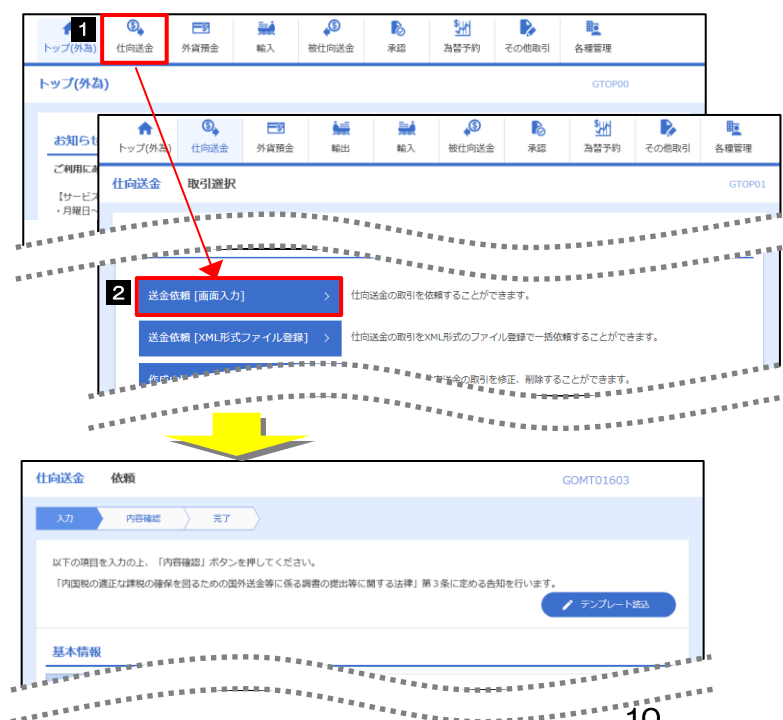 1
トップ(外為) 仕向送金 外貨預金 輸入 被仕向送金 承認 為替予約 その他取引 各種管理
トップ(外為) GTOP00
お知らせ
トップ(外為) 仕向送金 外貨預金 輸出 輸入 被仕向送金 承認 為替予約 その他取引 各種管理
ご利用にあ
仕向送金 取引選択 GTOP01
【サービス
・月曜日～
2
送金依頼 [画面入力] > 仕向送金の取引を依頼することができます。
送金依頼 [XML形式ファイル登録] > 仕向送金の取引をXML形式のファイル登録で一括依頼することができます。
送金の取引を修正、削除することができます。
仕向送金 依頼 GOMT01603
入力 内容確認 完了
以下の項目を入力の上、「内容確認」ボタンを押してください。
「内国税の適正な課税の確保を図るための国外送金等に係る調書の提出等に関する法律」第3条に定める告知を行います。
テンプレート読込
基本情報